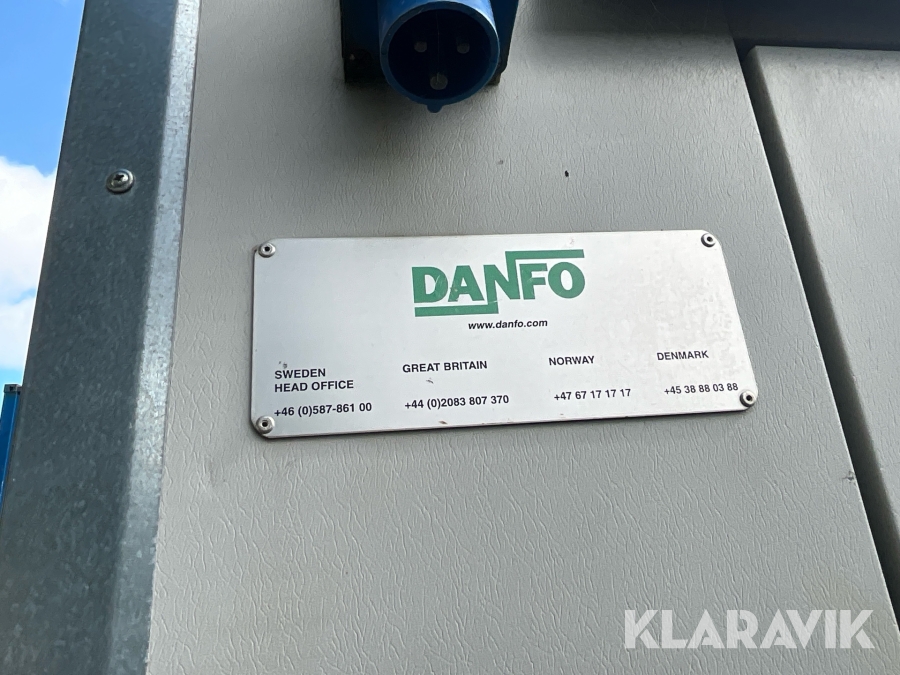 DANFO
www.danfo.com
SWEDEN
HEAD OFFICE
+46 (0)587-861 00
GREAT BRITAIN
+44 (0)2083 807 370
NORWAY
+47 67 17 17 17
DENMARK
+45 38 88 03 88
KLARAVIK